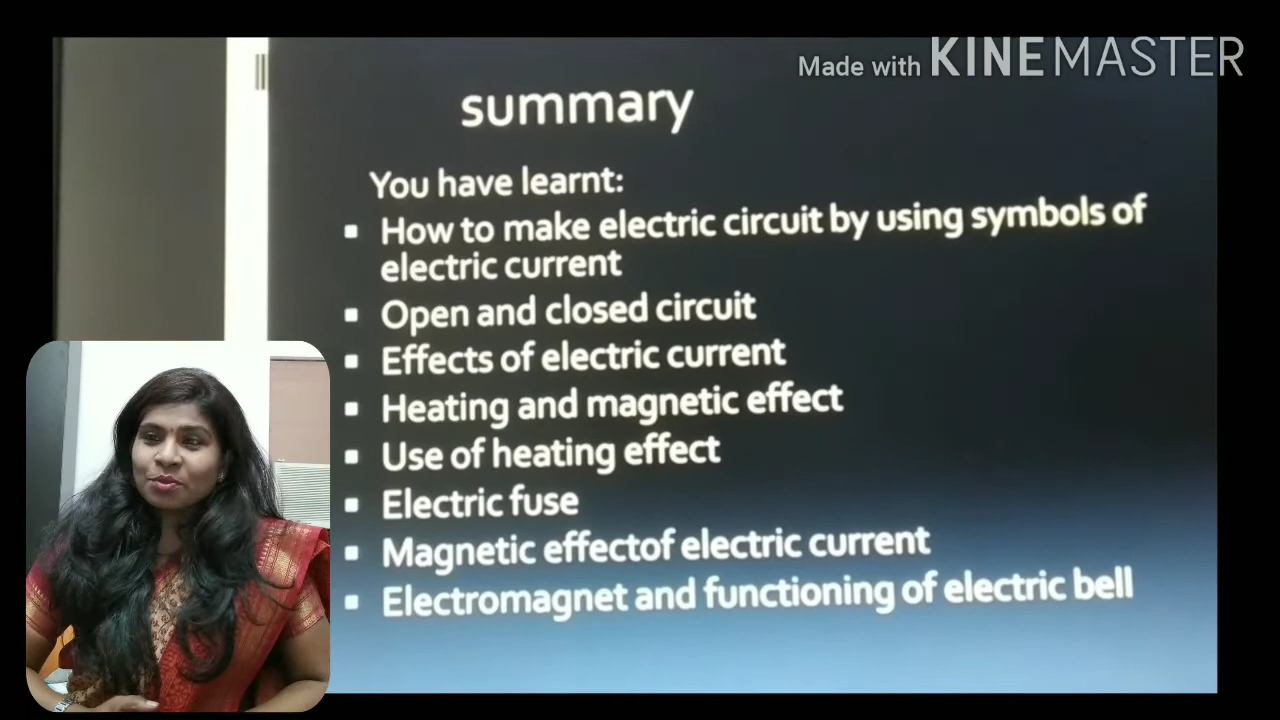 Made with KINEMASTER
summary
You have learnt:
How to make electric circuit by using symbols of
electric current
Open and closed circuit
Effects of electric current
Heating and magnetic effect
Use of heating effect
Electric fuse
Magnetic effectof electric current
Electromagnet and functioning of electric bell